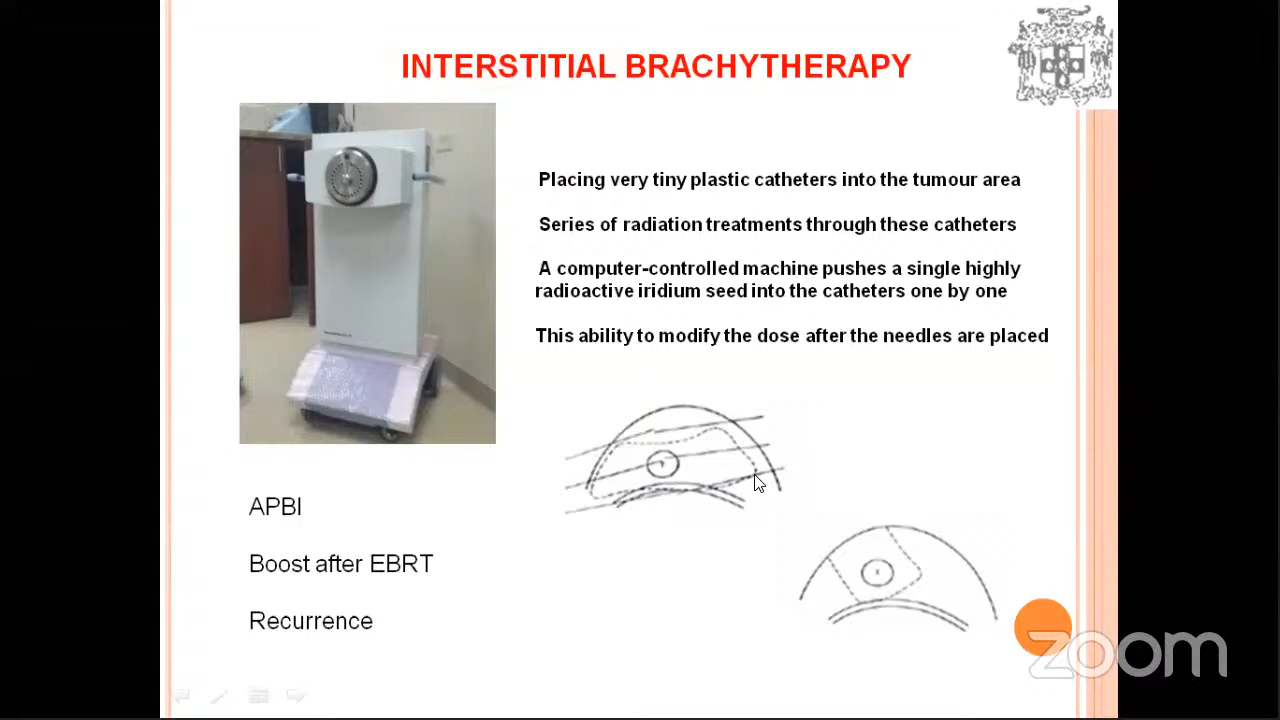 INTERSTITIAL BRACHYTHERAPY
Placing very tiny plastic catheters into the tumour area
Series of radiation treatments through these catheters
A computer-controlled machine pushes a single highly
radioactive iridium seed into the catheters one by one
This ability to modify the dose after the needles are placed
APBI
Boost after EBRT
Recurrence
zoom